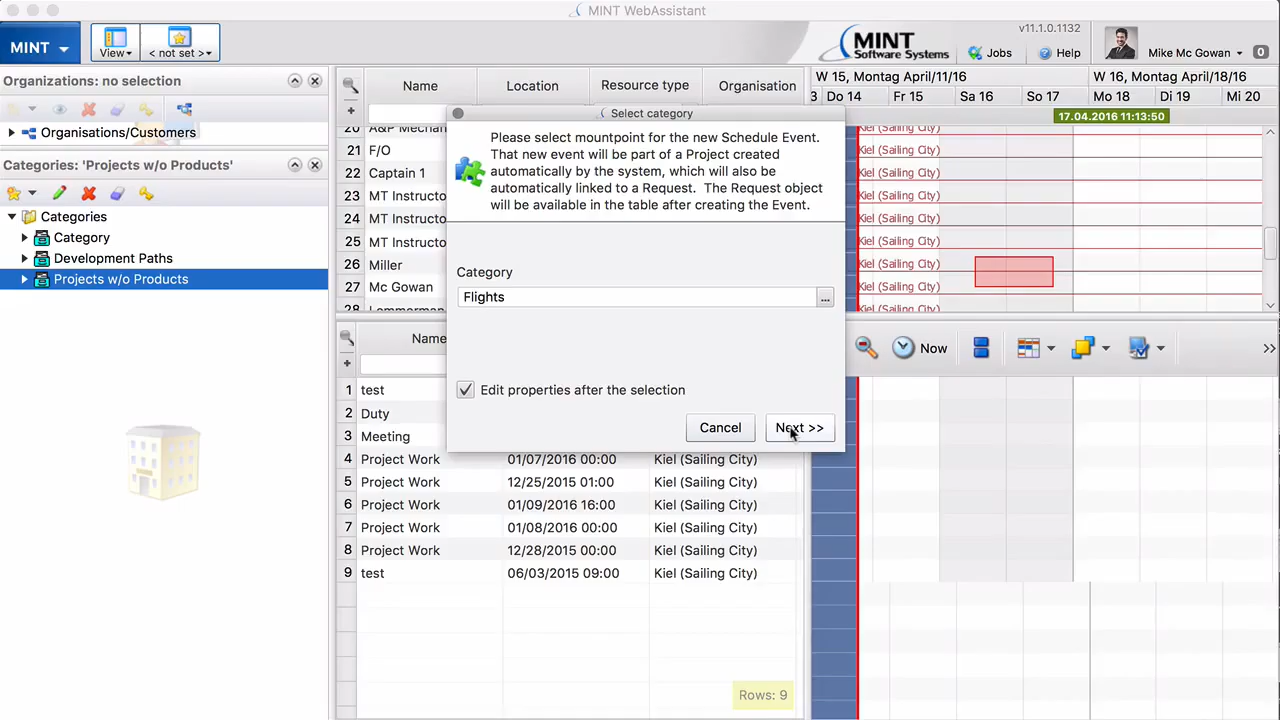 MINT WebAssistant
MINT
View
< not set >
MINT
Software Systems
v11.1.0.1132
Jobs
Help
Mike Mc Gowan
0
Organizations: no selection
Organisations/Customers
Categories: 'Projects w/o Products'
Categories
Category
Development Paths
Projects w/o Products
Name
Location
Resource type
Organisation
W 15, Montag April/11/16
W 16, Montag April/18/16
3
Do 14
Fr 15
Sa 16
So 17
Mo 18
Di 19
Mi 20
17.04.2016 11:13:50
20 A&P Mechan
21 F/O
22 Captain 1
23 MT Instructo
24 MT Instructo
25 MT Instructo
26 Miller
27 Mc Gowan
Kiel (Sailing City)
Kiel (Sailing City)
Kiel (Sailing City)
Kiel (Sailing City)
Kiel (Sailing City)
Kiel (Sailing City)
Kiel (Sailing City)
Kiel (Sailing City)
Kiel (Sailing City)
Select category
Please select mountpoint for the new Schedule Event.
That new event will be part of a Project created
automatically by the system, which will also be
automatically linked to a Request. The Request object
will be available in the table after creating the Event.
Category
Flights
...
Edit properties after the selection
Cancel
Next >>
Name
Now
>>
1 test
2 Duty
3 Meeting
4 Project Work 01/07/2016 00:00 Kiel (Sailing City)
5 Project Work 12/25/2015 01:00 Kiel (Sailing City)
6 Project Work 01/09/2016 16:00 Kiel (Sailing City)
7 Project Work 01/08/2016 00:00 Kiel (Sailing City)
8 Project Work 12/28/2015 00:00 Kiel (Sailing City)
9 test 06/03/2015 09:00 Kiel (Sailing City)
Rows: 9